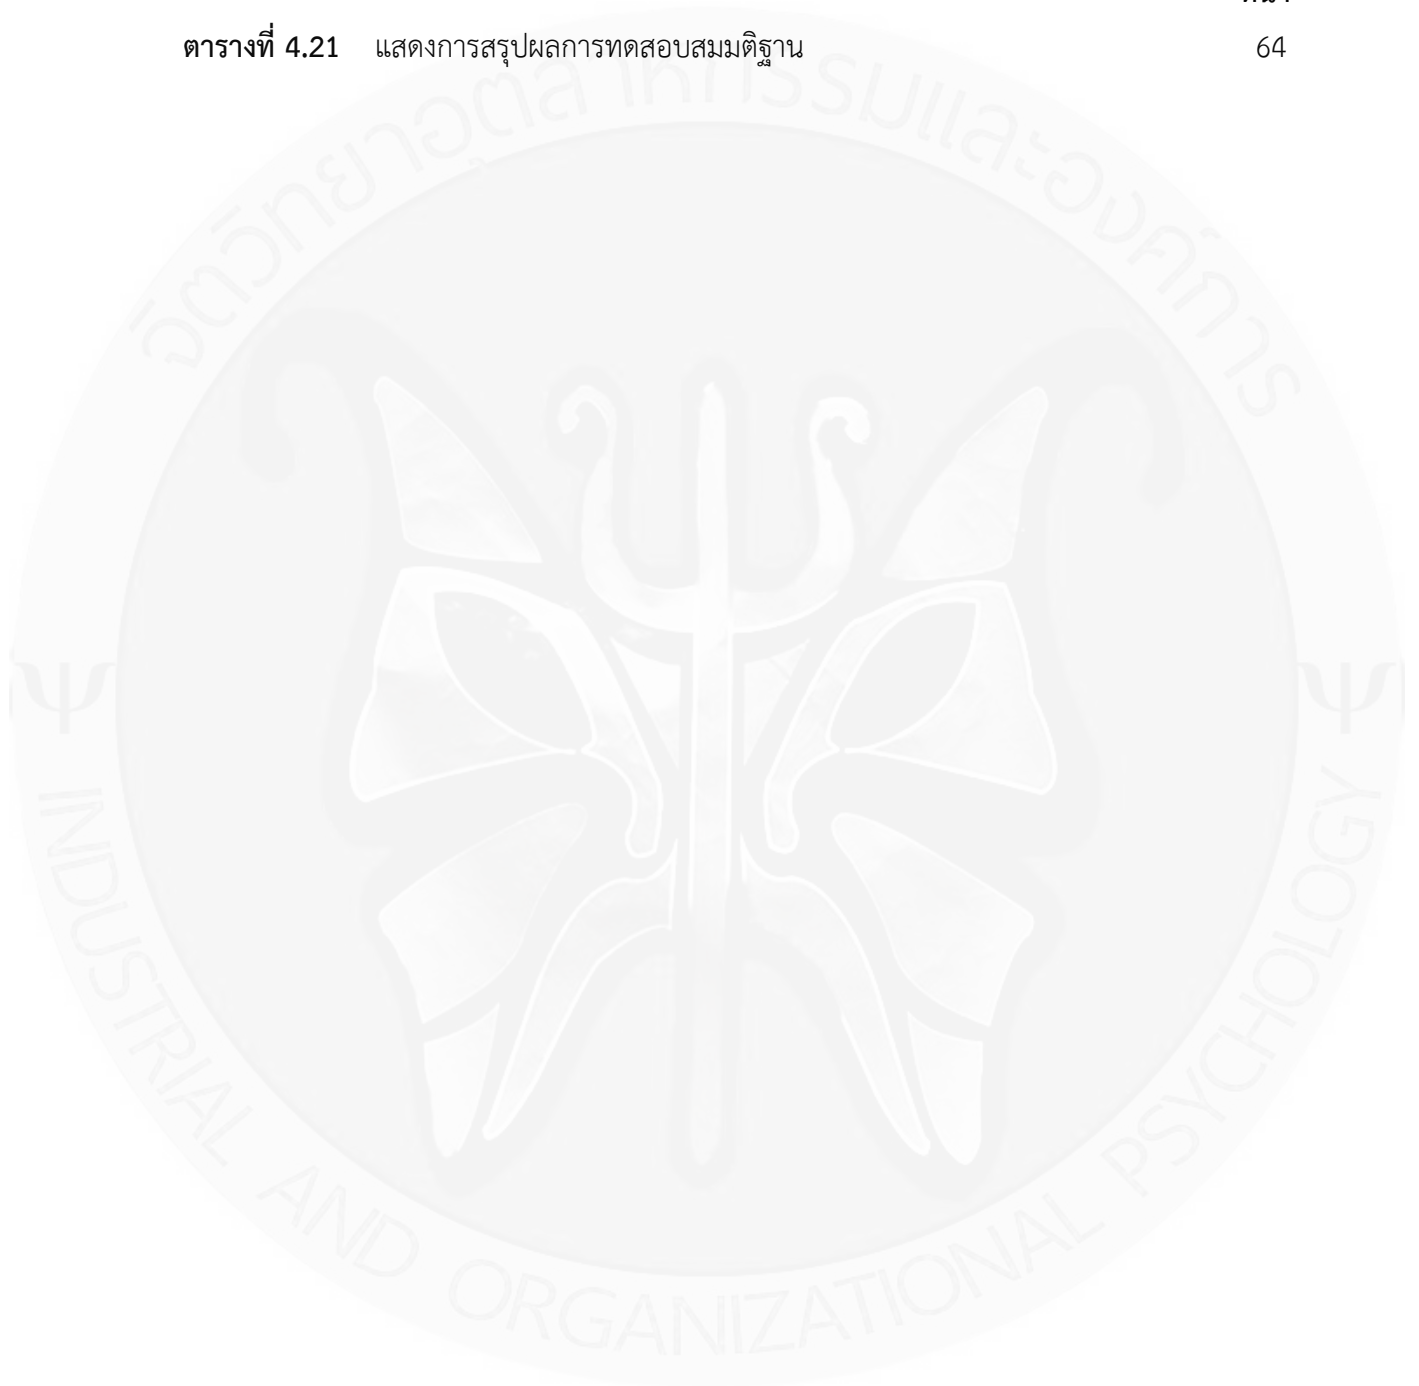 หน้า
ตารางที่ 4.21 แสดงการสรุปผลการทดสอบสมมติฐาน 64
จิตวิทยาอุตสาหกรรมและองค์การ
Ψ Ψ
INDUSTRIAL AND ORGANIZATIONAL PSYCHOLOGY